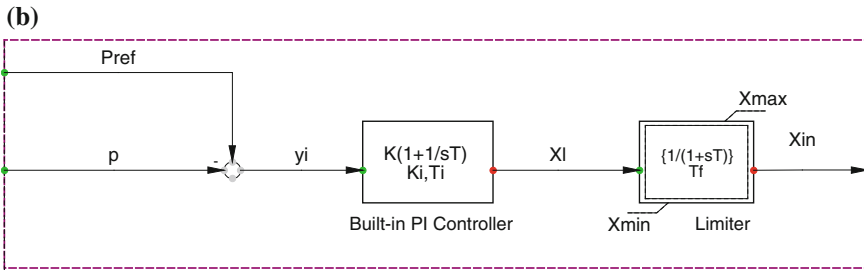 (b)
Pref
p
-
yi
K(1+1/sT)
Ki,Ti
Built-in PI Controller
Xl
Xmax
{1/(1+sT)}
Tf
Xmin
Limiter
Xin